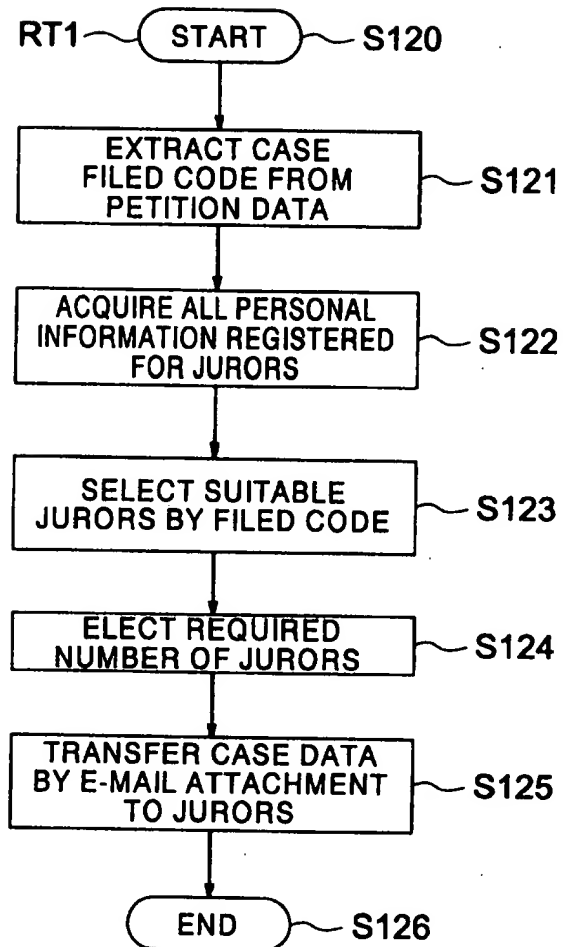 RT1 START S120
EXTRACT CASE
FILED CODE FROM
PETITION DATA
S121
ACQUIRE ALL PERSONAL
INFORMATION REGISTERED
FOR JURORS
S122
SELECT SUITABLE
JURORS BY FILED CODE
S123
ELECT REQUIRED
NUMBER OF JURORS
S124
TRANSFER CASE DATA
BY E-MAIL ATTACHMENT
TO JURORS
S125
END S126